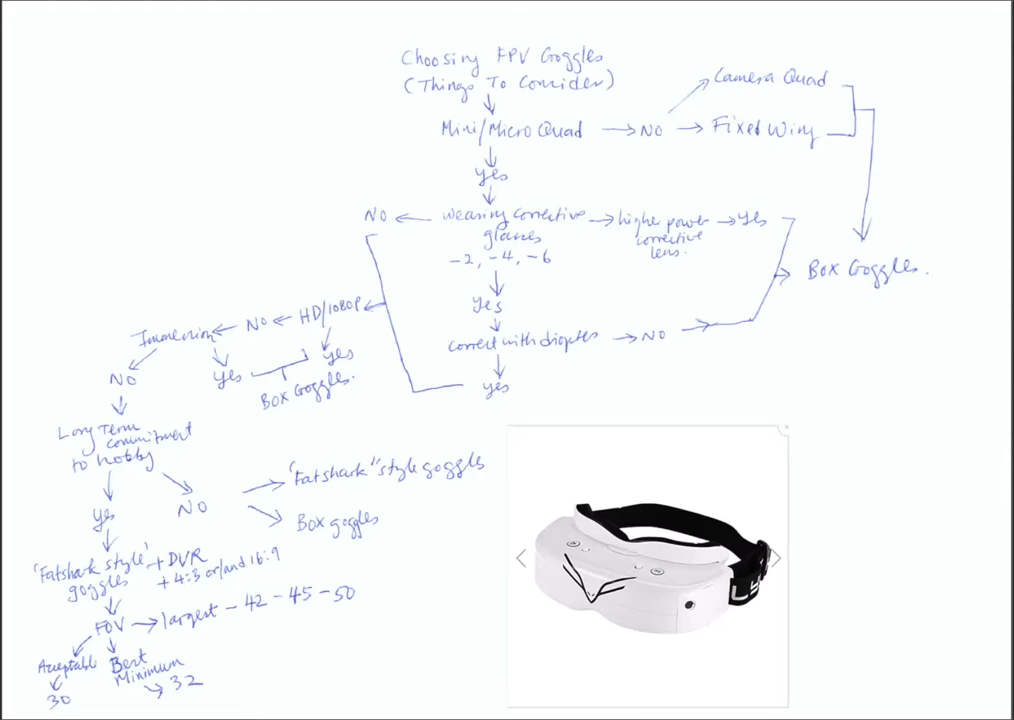 Choosing FPV Goggles
(Things To Consider)
Mini/Micro Quad
NO
Camera Quad
Fixed Wing
yes
NO
wearing corrective
glasses
-2, -4, -6
higher power
corrective
lens.
yes
Box Goggles.
yes
HD/1080P
NO
Immersion
correct with diopters
NO
NO
yes
yes
Box Goggles.
yes
Long Term
commitment
to hobby
yes
NO
'Fatshark" style goggles
Box goggles
'Fatshark style'
goggles
+ DVR
+ 4:3 or/and 16:9
FOV
largest - 42 - 45 - 50
Acceptable
30
Best
Minimum
32